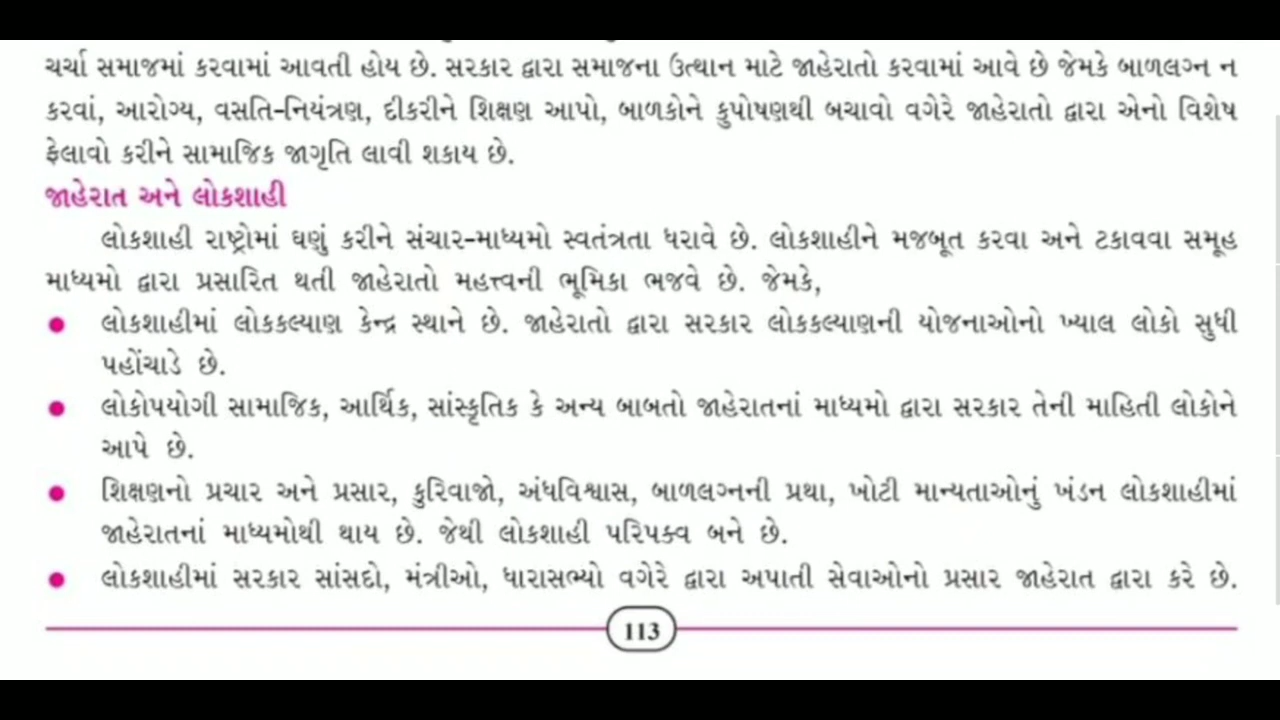 ચર્ચા સમાજમાં કરવામાં આવતી હોય છે. સરકાર દ્વારા સમાજના ઉત્થાન માટે જાહેરાતો કરવામાં આવે છે જેમકે બાળલગ્ન ન
કરવાં, આરોગ્ય, વસતિ-નિયંત્રણ, દીકરીને શિક્ષણ આપો, બાળકોને કુપોષણથી બચાવો વગેરે જાહેરાતો દ્વારા એનો વિશેષ
ફેલાવો કરીને સામાજિક જાગૃતિ લાવી શકાય છે.
જાહેરાત અને લોકશાહી
લોકશાહી રાષ્ટ્રોમાં ઘણું કરીને સંચાર-માધ્યમો સ્વતંત્રતા ધરાવે છે. લોકશાહીને મજબૂત કરવા અને ટકાવવા સમૂહ
માધ્યમો દ્વારા પ્રસારિત થતી જાહેરાતો મહત્ત્વની ભૂમિકા ભજવે છે. જેમકે,
● લોકશાહીમાં લોકકલ્યાણ કેન્દ્ર સ્થાને છે. જાહેરાતો દ્વારા સરકાર લોકકલ્યાણની યોજનાઓનો ખ્યાલ લોકો સુધી
પહોંચાડે છે.
● લોકોપયોગી સામાજિક, આર્થિક, સાંસ્કૃતિક કે અન્ય બાબતો જાહેરાતનાં માધ્યમો દ્વારા સરકાર તેની માહિતી લોકોને
આપે છે.
● શિક્ષણનો પ્રચાર અને પ્રસાર, કુરિવાજો, અંધવિશ્વાસ, બાળલગ્નની પ્રથા, ખોટી માન્યતાઓનું ખંડન લોકશાહીમાં
જાહેરાતનાં માધ્યમોથી થાય છે. જેથી લોકશાહી પરિપક્વ બને છે.
● લોકશાહીમાં સરકાર સાંસદો, મંત્રીઓ, ધારાસભ્યો વગેરે દ્વારા અપાતી સેવાઓનો પ્રસાર જાહેરાત દ્વારા કરે છે.
113